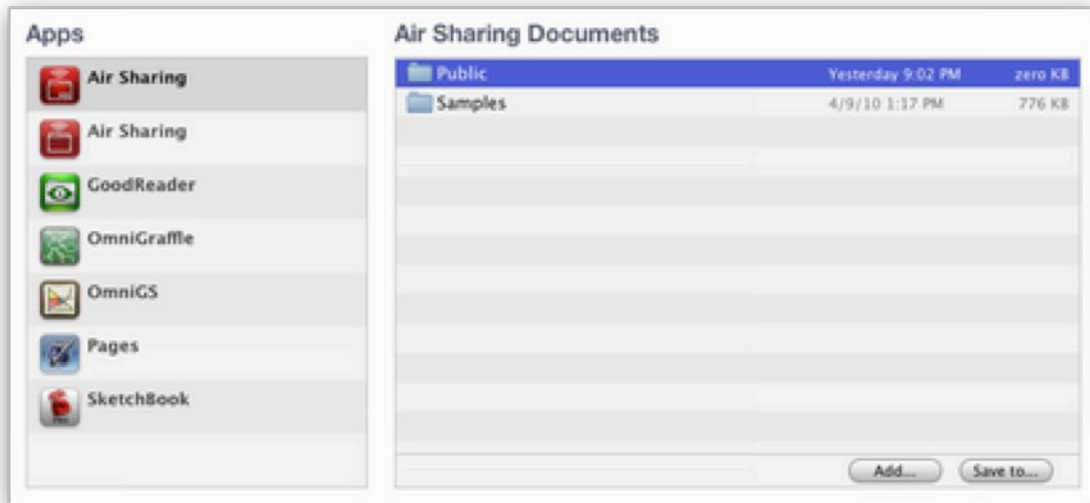 Apps
Air Sharing
Air Sharing
GoodReader
OmniGraffle
OmniGS
Pages
SketchBook
Air Sharing Documents
Public Yesterday 9:02 PM zero KB
Samples 4/9/10 1:17 PM 776 KB
Add... Save to...